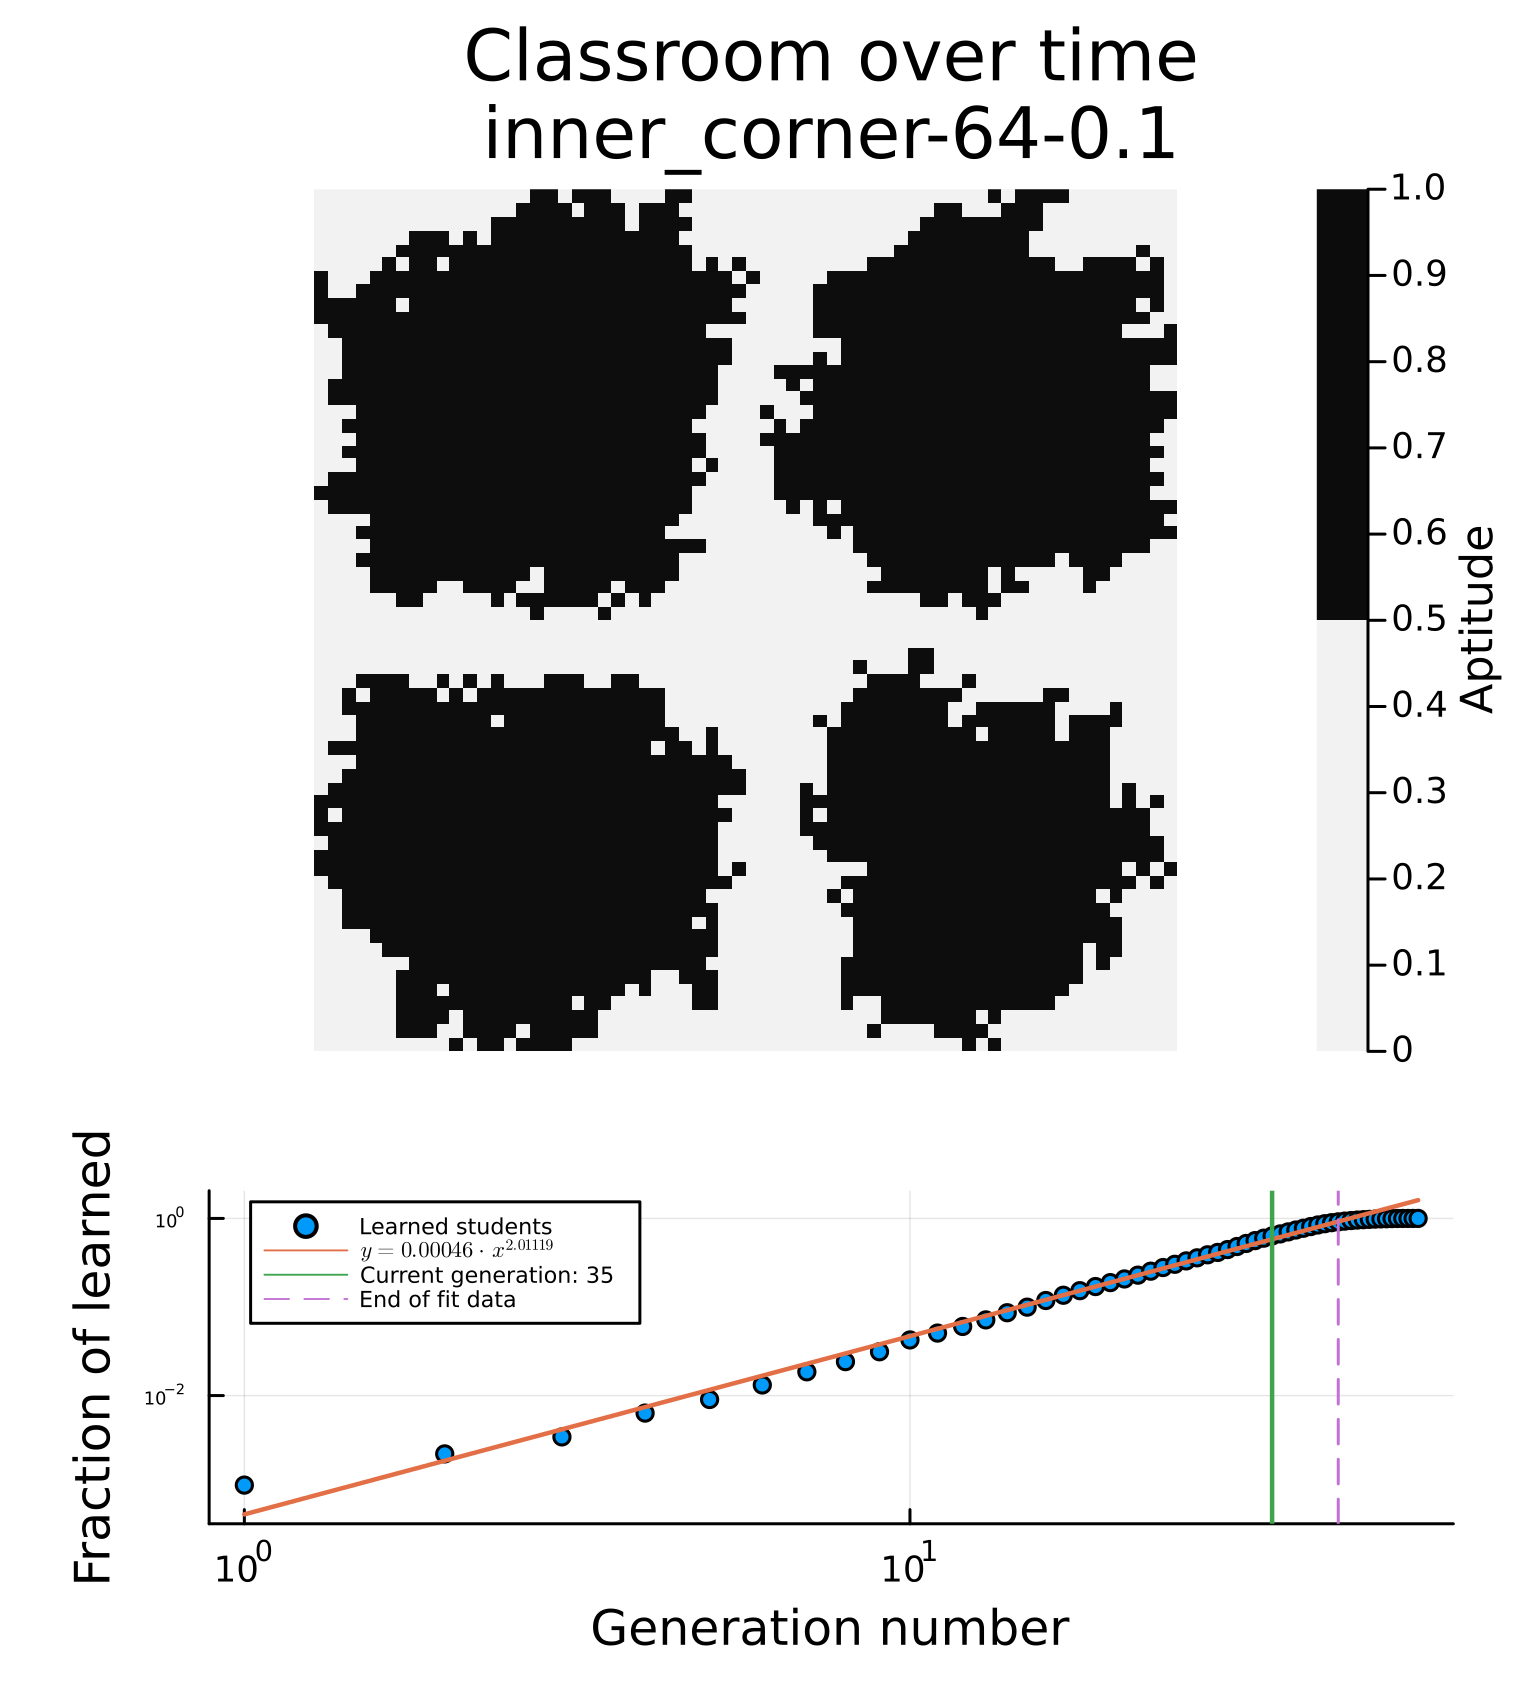 Classroom over time
inner_corner-64-0.1
1.0
0.9
0.8
0.7
0.6
0.5
0.4
0.3
0.2
0.1
0
Aptitude
Fraction of learned
10^0
10^-2
Learned students
y = 0.00046 · x^2.01119
Current generation: 35
End of fit data
10^0
10^1
Generation number